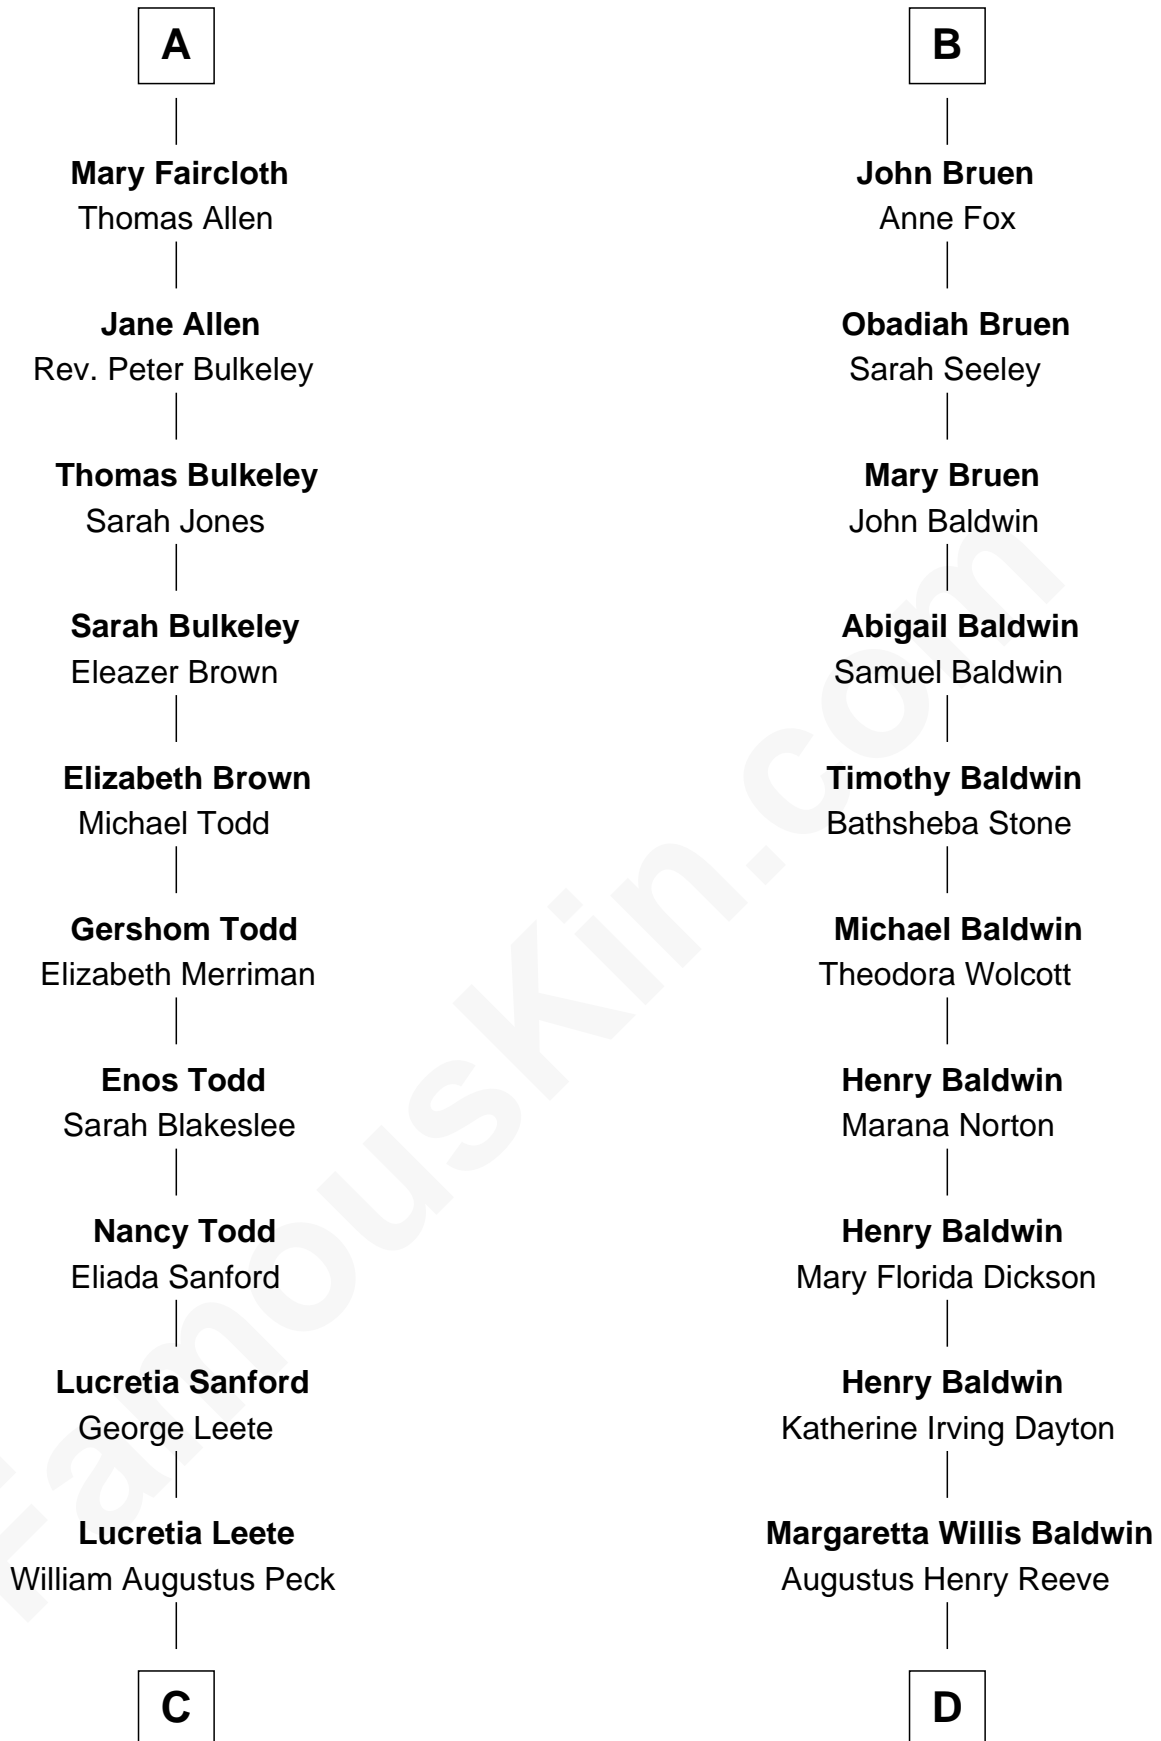 A
Mary Faircloth
Thomas Allen
Jane Allen
Rev. Peter Bulkeley
Thomas Bulkeley
Sarah Jones
Sarah Bulkeley
Eleazer Brown
Elizabeth Brown
Michael Todd
Gershom Todd
Elizabeth Merriman
Enos Todd
Sarah Blakeslee
Nancy Todd
Eliada Sanford
Lucretia Sanford
George Leete
Lucretia Leete
William Augustus Peck
C
B
John Bruen
Anne Fox
Obadiah Bruen
Sarah Seeley
Mary Bruen
John Baldwin
Abigail Baldwin
Samuel Baldwin
Timothy Baldwin
Bathsheba Stone
Michael Baldwin
Theodora Wolcott
Henry Baldwin
Marana Norton
Henry Baldwin
Mary Florida Dickson
Henry Baldwin
Katherine Irving Dayton
Margaretta Willis Baldwin
Augustus Henry Reeve
D
FamousKin.com